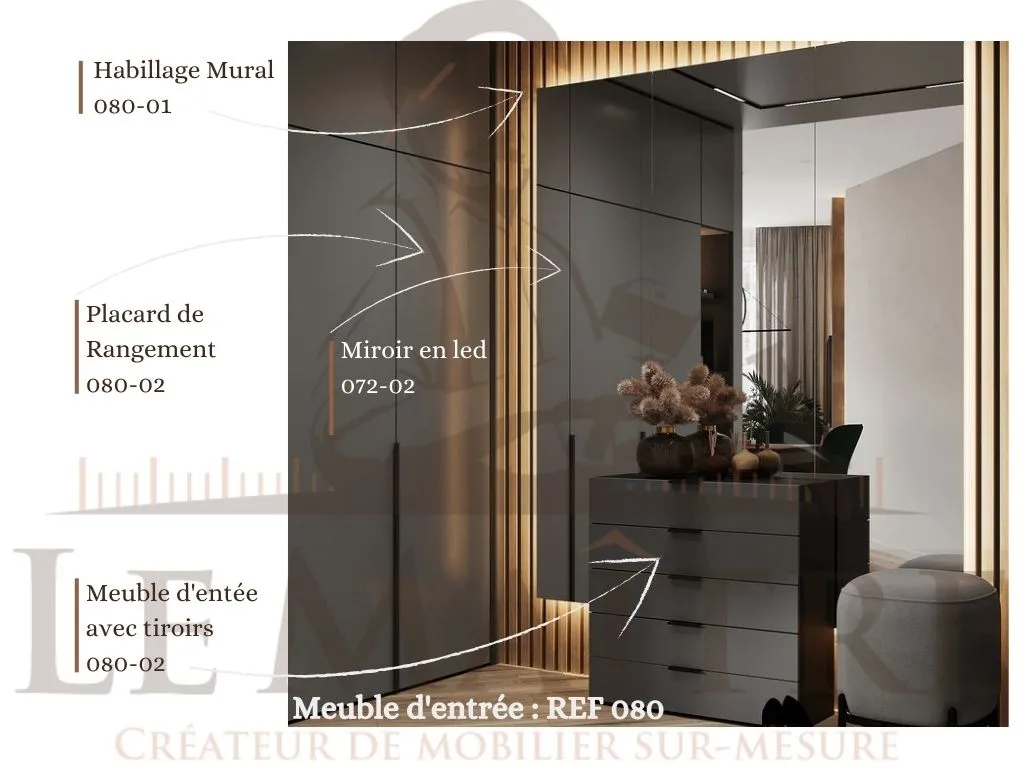 Habillage Mural
080-01
Placard de
Rangement
080-02
Miroir en led
072-02
Meuble d'entée
avec tiroirs
080-02
Meuble d'entrée : REF 080
CRÉATEUR DE MOBILIER SUR-MESURE